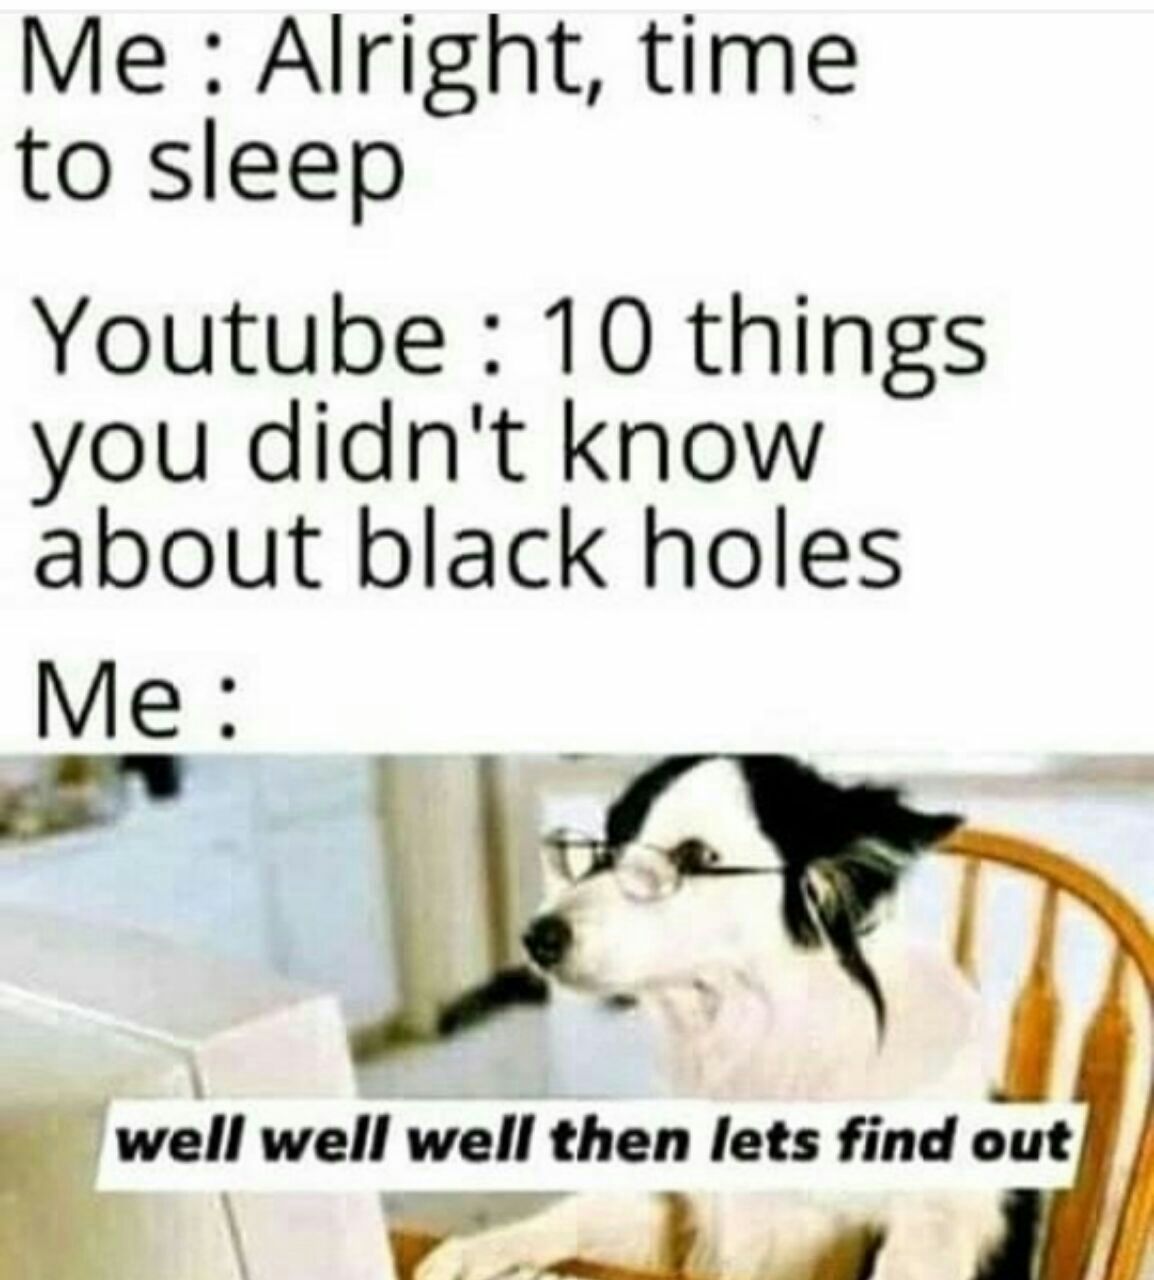 Me : Alright, time
to sleep
Youtube : 10 things
you didn't know
about black holes
Me :
well well well then lets find out